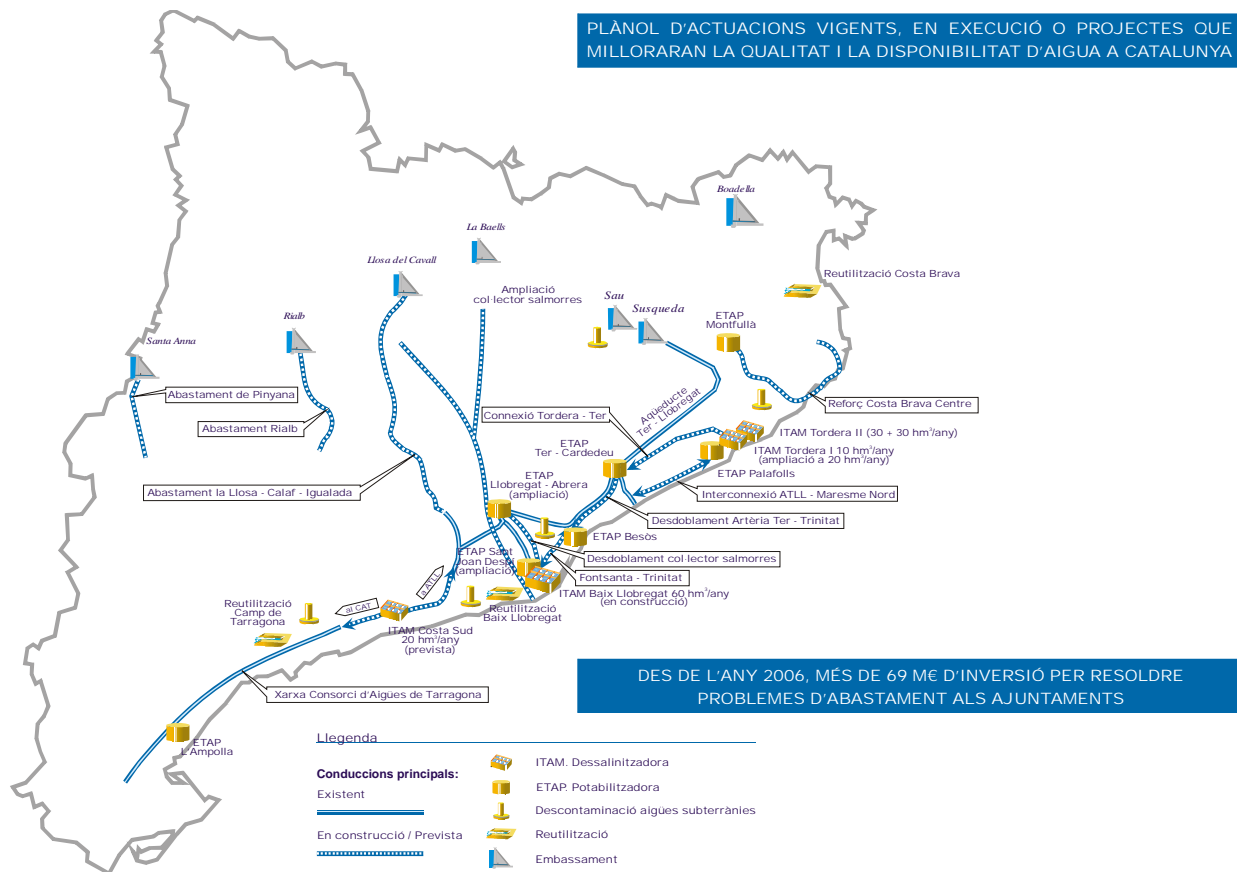 PLÀNOL D'ACTUACIONS VIGENTS, EN EXECUCIÓ O PROJECTES QUE
MILLORARAN LA QUALITAT I LA DISPONIBILITAT D'AIGUA A CATALUNYA
Boadella
La Baells
Llosa del Cavall
Reutilització Costa Brava
Ampliació
col·lector salmorres
Sau
Susqueda
ETAP
Montfullà
Rialb
Santa Anna
Abastament de Pinyana
Aqüeducte
Ter - Llobregat
Reforç Costa Brava Centre
Connexió Tordera - Ter
Abastament Rialb
ITAM Tordera II (30 + 30 hm³/any)
ETAP
Ter - Cardedeu
ITAM Tordera I 10 hm³/any
(ampliació a 20 hm³/any)
ETAP Palafolls
ETAP
Llobregat - Abrera
(ampliació)
Abastament la Llosa - Calaf - Igualada
Interconnexió ATLL - Maresme Nord
Desdoblament Artèria Ter - Trinitat
ETAP Besòs
ETAP Sant
Joan Despí
(ampliació)
Desdoblament col·lector salmorres
Fontsanta - Trinitat
a ATLL
ITAM Baix Llobregat 60 hm³/any
(en construcció)
Reutilització
Camp de
Tarragona
al CAT
Reutilització
Baix Llobregat
ITAM Costa Sud
20 hm³/any
(prevista)
Xarxa Consorci d'Aigües de Tarragona
DES DE L'ANY 2006, MÉS DE 69 M€ D'INVERSIÓ PER RESOLDRE
PROBLEMES D'ABASTAMENT ALS AJUNTAMENTS
ETAP
L'Ampolla
Llegenda
Conduccions principals:
Existent
En construcció / Prevista
ITAM. Dessalinitzadora
ETAP. Potabilitzadora
Descontaminació aigües subterrànies
Reutilització
Embassament